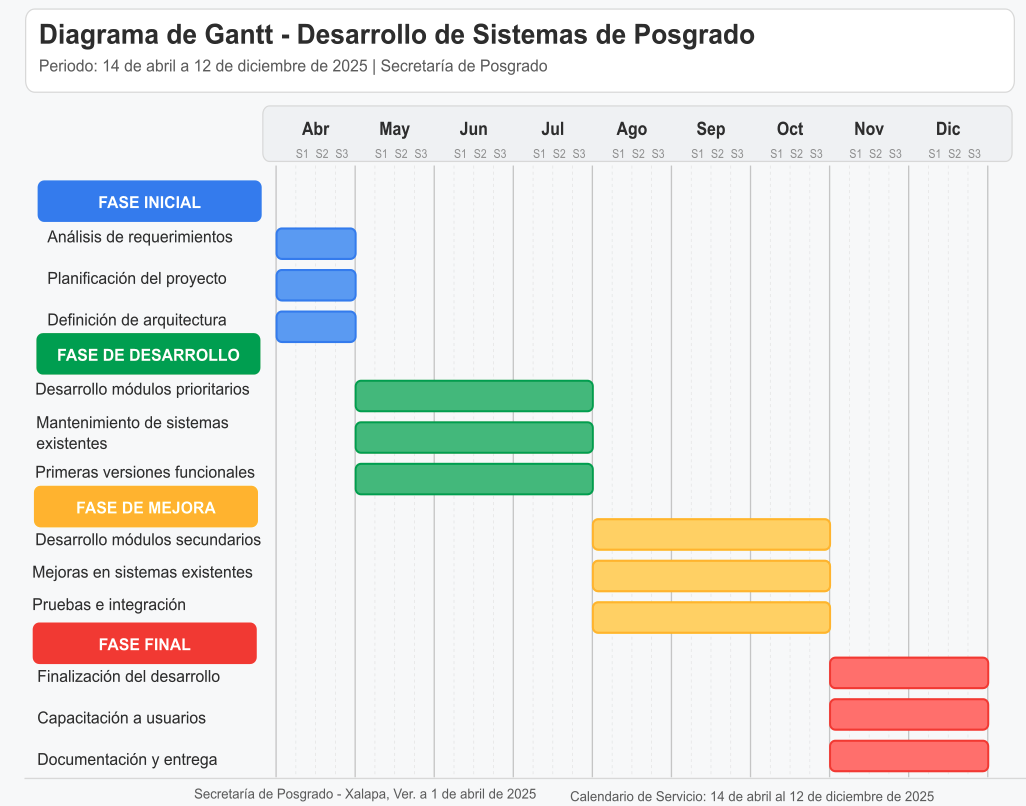 Diagrama de Gantt - Desarrollo de Sistemas de Posgrado
Periodo: 14 de abril a 12 de diciembre de 2025 | Secretaría de Posgrado
Abr May Jun Jul Ago Sep Oct Nov Dic
S1 S2 S3 S1 S2 S3 S1 S2 S3 S1 S2 S3 S1 S2 S3 S1 S2 S3 S1 S2 S3 S1 S2 S3 S1 S2 S3
FASE INICIAL
Análisis de requerimientos
Planificación del proyecto
Definición de arquitectura
FASE DE DESARROLLO
Desarrollo módulos prioritarios
Mantenimiento de sistemas
existentes
Primeras versiones funcionales
FASE DE MEJORA
Desarrollo módulos secundarios
Mejoras en sistemas existentes
Pruebas e integración
FASE FINAL
Finalización del desarrollo
Capacitación a usuarios
Documentación y entrega
Secretaría de Posgrado - Xalapa, Ver. a 1 de abril de 2025
Calendario de Servicio: 14 de abril al 12 de diciembre de 2025